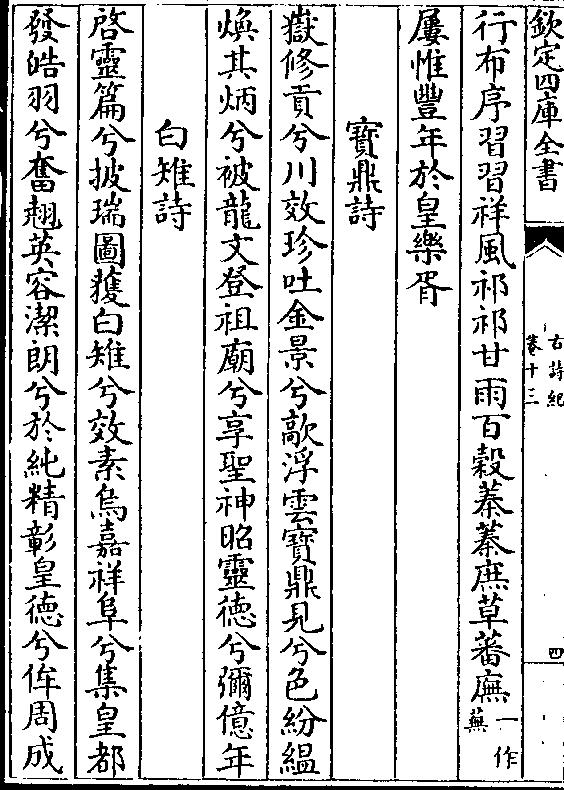 欽定四庫全書
古詩紀
卷十三
四
行布序習習祥風祁祁甘雨百穀蓁蓁庶草蕃廡一作蕪
屢惟豐年於皇樂胥
寳鼎詩
嶽修貢兮川效珍吐金景兮歊浮雲寳鼎見兮色紛縕
煥其炳兮被龍文登祖廟兮享聖神昭靈徳兮彌億年
白雉詩
啓靈篇兮披瑞圖獲白雉兮效素烏嘉祥阜兮集皇都
發皓羽兮奮翹英容潔朗兮於純精彰皇徳兮侔周成